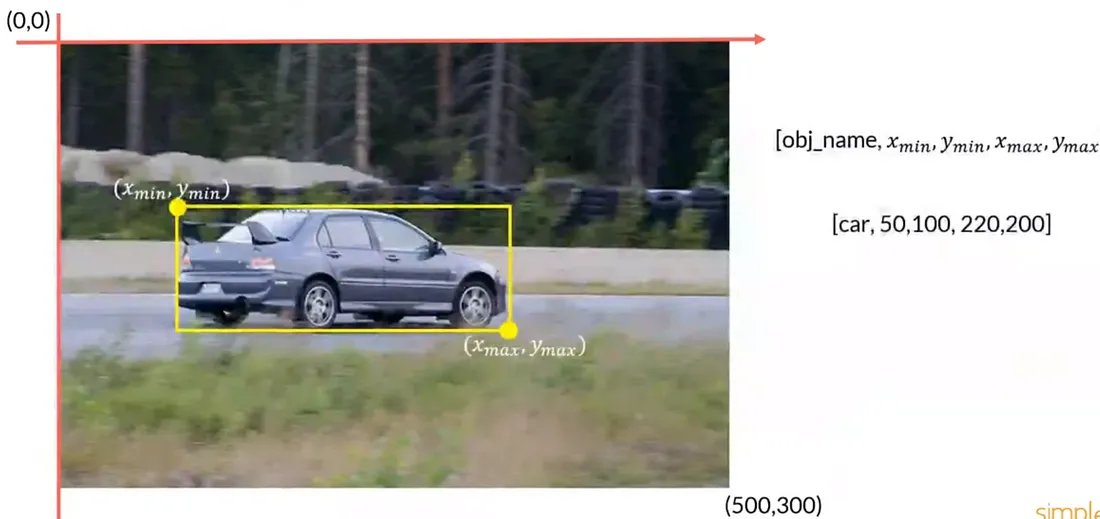 (0,0)
[obj_name, xmin, ymin, xmax, ymax
(xmin, ymin)
[car, 50,100, 220,200]
(xmax, ymax)
(500,300)
simple